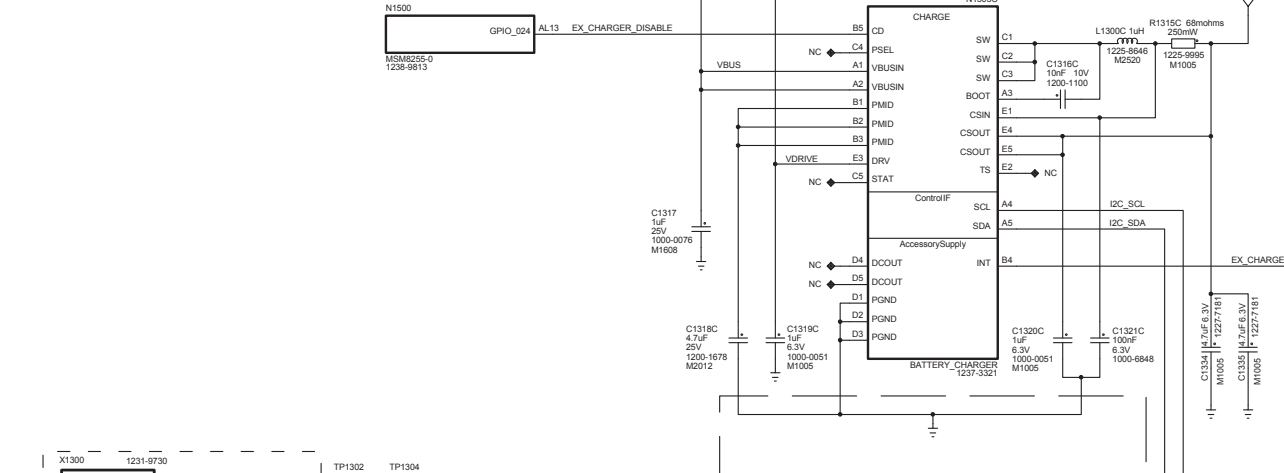 N1500
GPIO_024
AL13
EX_CHARGER_DISABLE
MSM8255-0
1238-9813
CHARGE
B5
CD
C4
PSEL
NC
A1
VBUSIN
VBUS
A2
VBUSIN
B1
PMID
B2
PMID
B3
PMID
E3
DRV
VDRIVE
C5
STAT
NC
SW
C1
SW
C2
SW
C3
BOOT
A3
CSIN
E1
CSOUT
E4
CSOUT
E5
TS
E2
NC
L1300C 1uH
1225-8646
M2520
R1315C 68mohms
250mW
1225-9995
M1005
C1316C
10nF 10V
1200-1100
ControlIF
SCL
A4
I2C_SCL
SDA
A5
I2C_SDA
AccessorySupply
NC
D4
DCOUT
NC
D5
DCOUT
D1
PGND
D2
PGND
D3
PGND
INT
B4
EX_CHARGE
BATTERY_CHARGER
1237-3321
C1317
1uF
25V
1000-0076
M1608
C1318C
4.7uF
25V
1200-1678
M2012
C1319C
1uF
6.3V
1000-0051
M1005
C1320C
1uF
6.3V
1000-0051
M1005
C1321C
100nF
6.3V
1000-6848
C1334 4.7uF 6.3V
M1005 1227-7181
C1335 4.7uF 6.3V
M1005 1227-7181
X1300
1231-9730
TP1302
TP1304